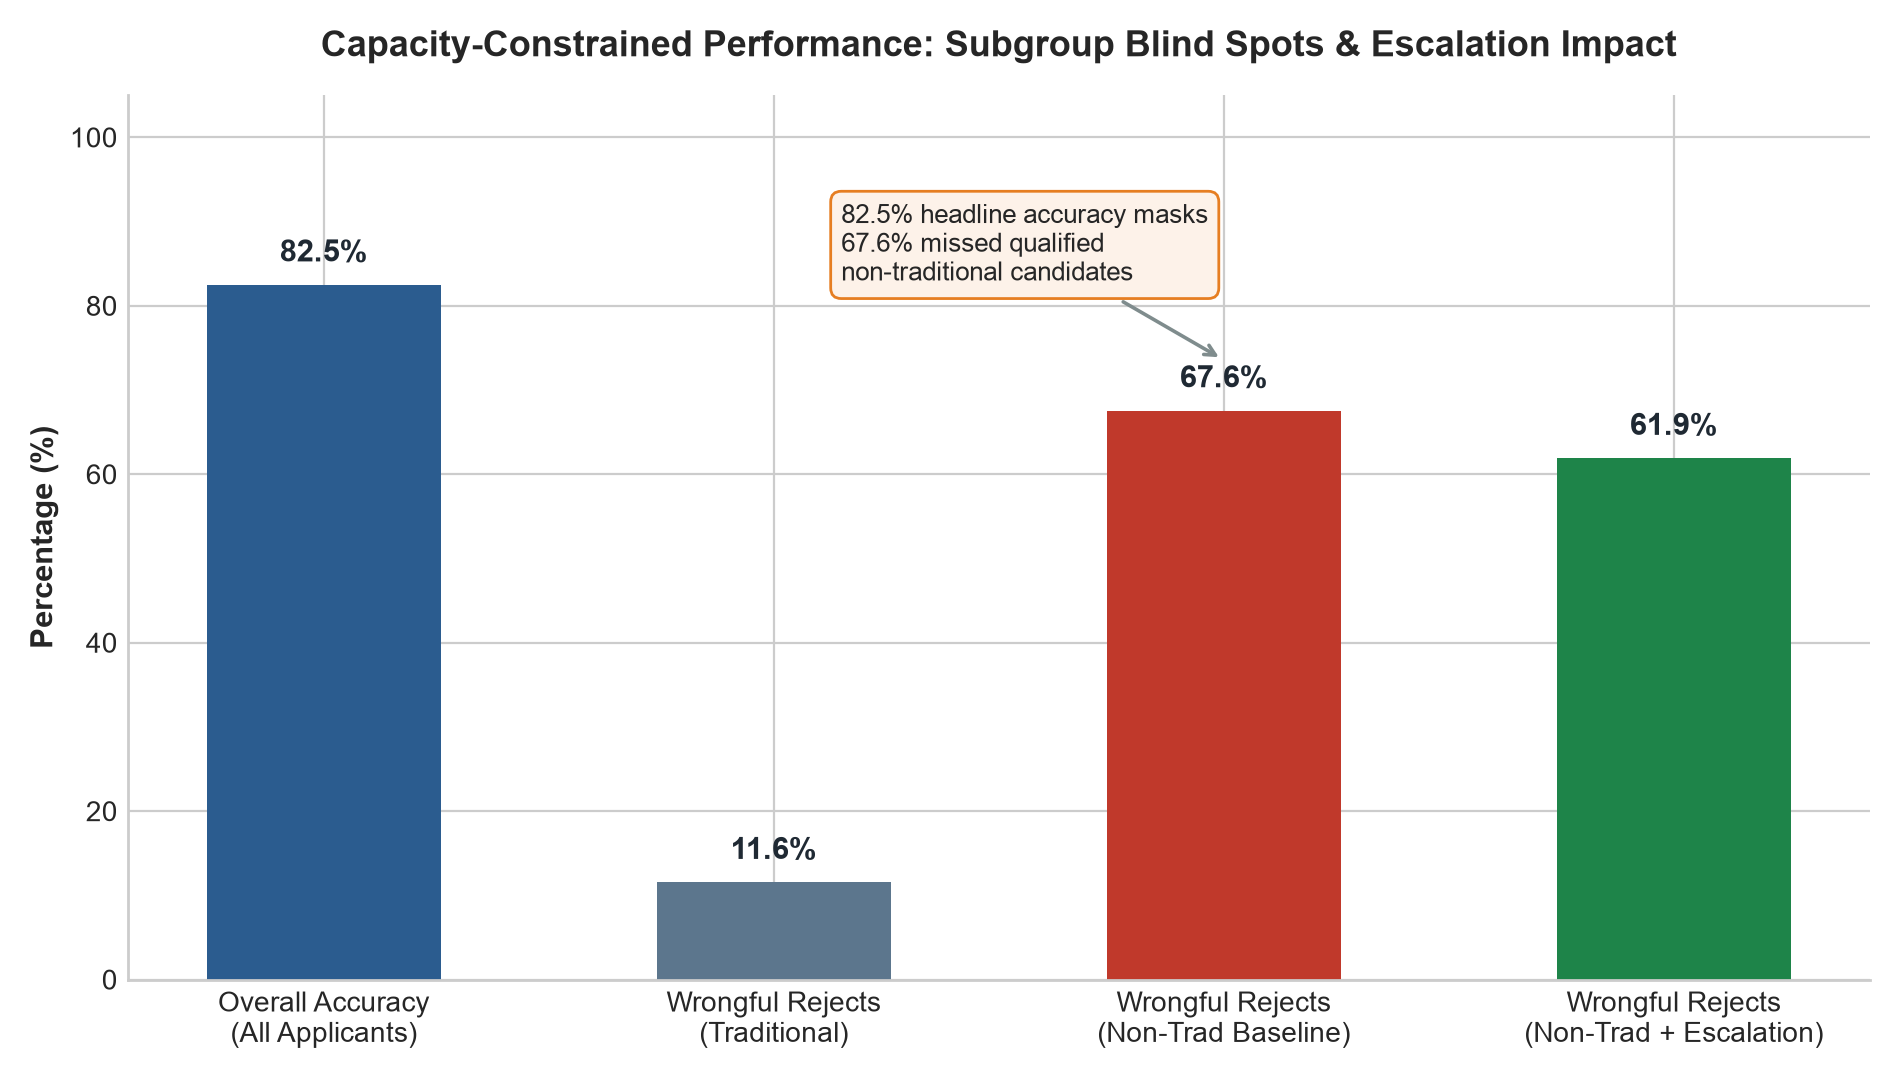 Capacity-Constrained Performance: Subgroup Blind Spots & Escalation Impact
Percentage (%)
100
80
60
40
20
0
82.5%
11.6%
67.6%
61.9%
82.5% headline accuracy masks
67.6% missed qualified
non-traditional candidates
Overall Accuracy
(All Applicants)
Wrongful Rejects
(Traditional)
Wrongful Rejects
(Non-Trad Baseline)
Wrongful Rejects
(Non-Trad + Escalation)